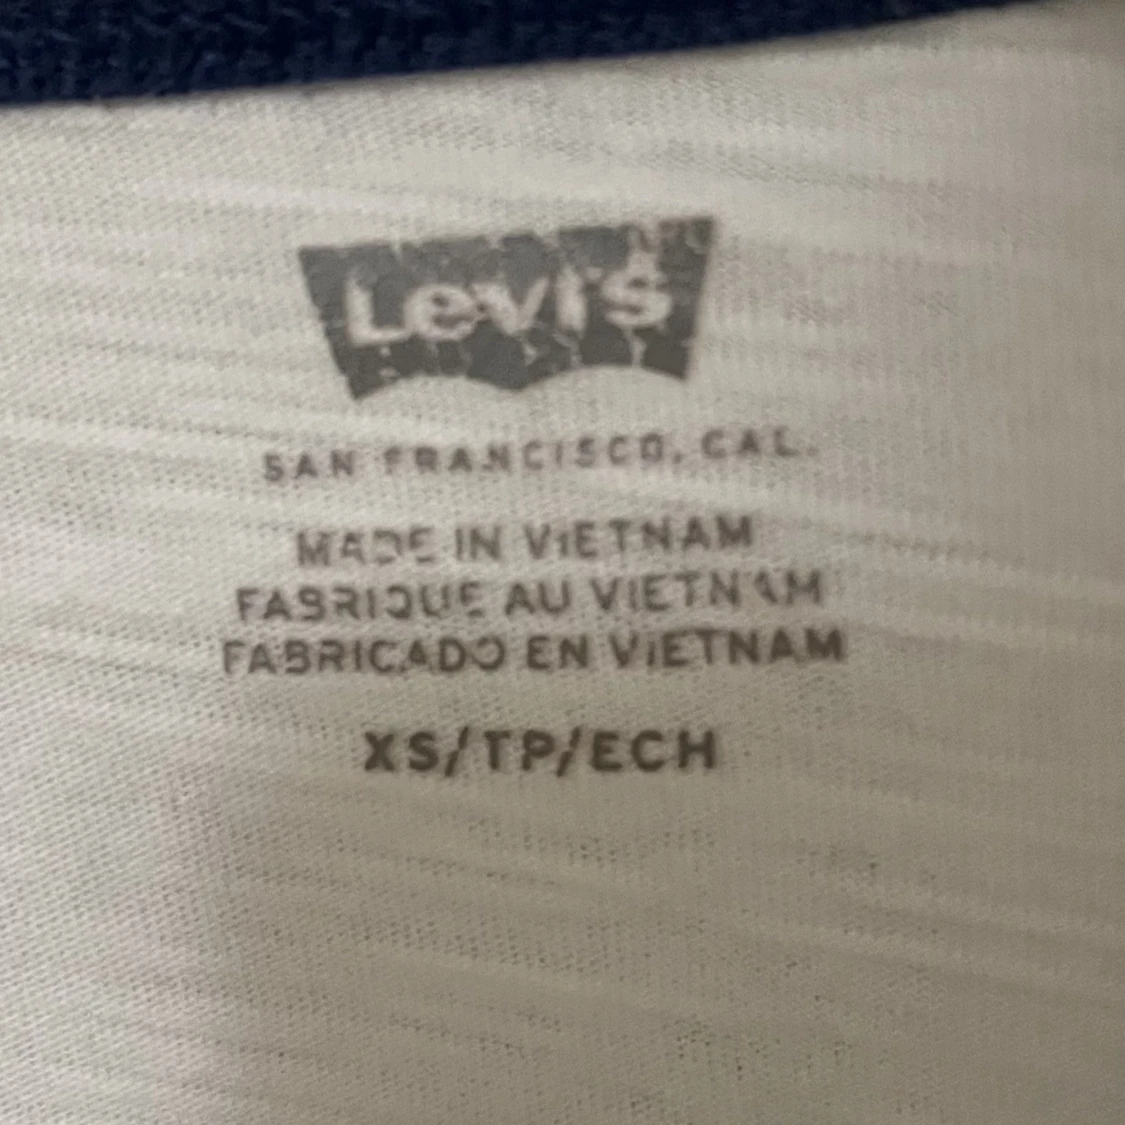 Levi's
SAN FRANCISCO, CAL.
MADE IN VIETNAM
FABRIQUE AU VIETNAM
FABRICADO EN VIETNAM
XS/TP/ECH